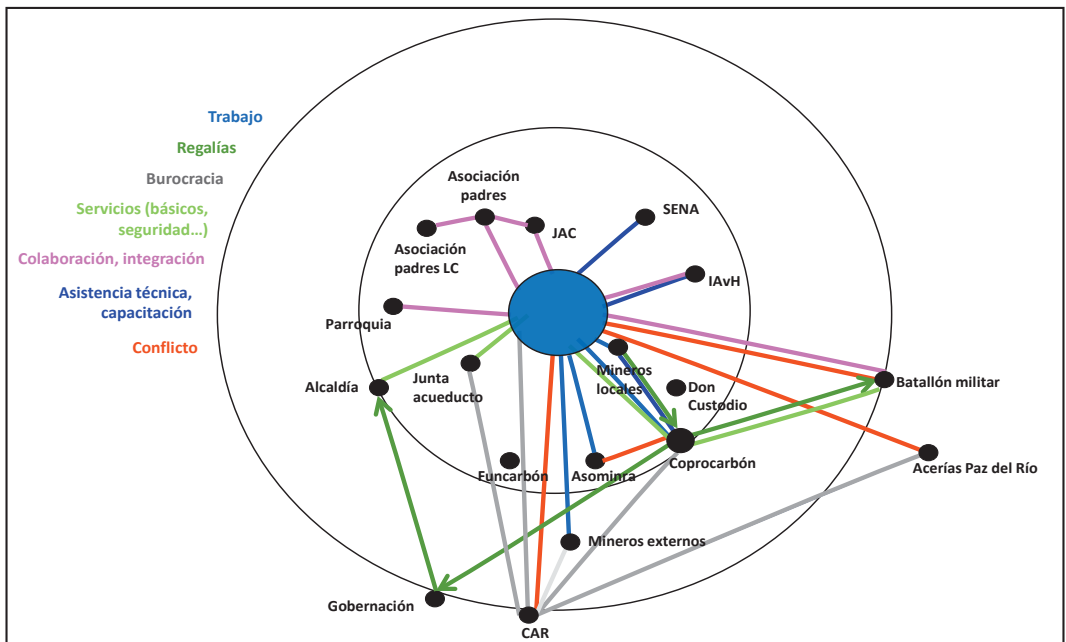 Trabajo
Regalías
Burocracia
Servicios (básicos,
seguridad…)
Colaboración, integración
Asistencia técnica,
capacitación
Conflicto
Asociación
padres
SENA
JAC
Asociación
padres LC
IAvH
Parroquia
Mineros
locales
Junta
acueducto
Don
Custodio
Alcaldía
Batallón militar
Coprocarbón
Acerías Paz del Río
Funcarbón
Asominra
Mineros externos
Gobernación
CAR